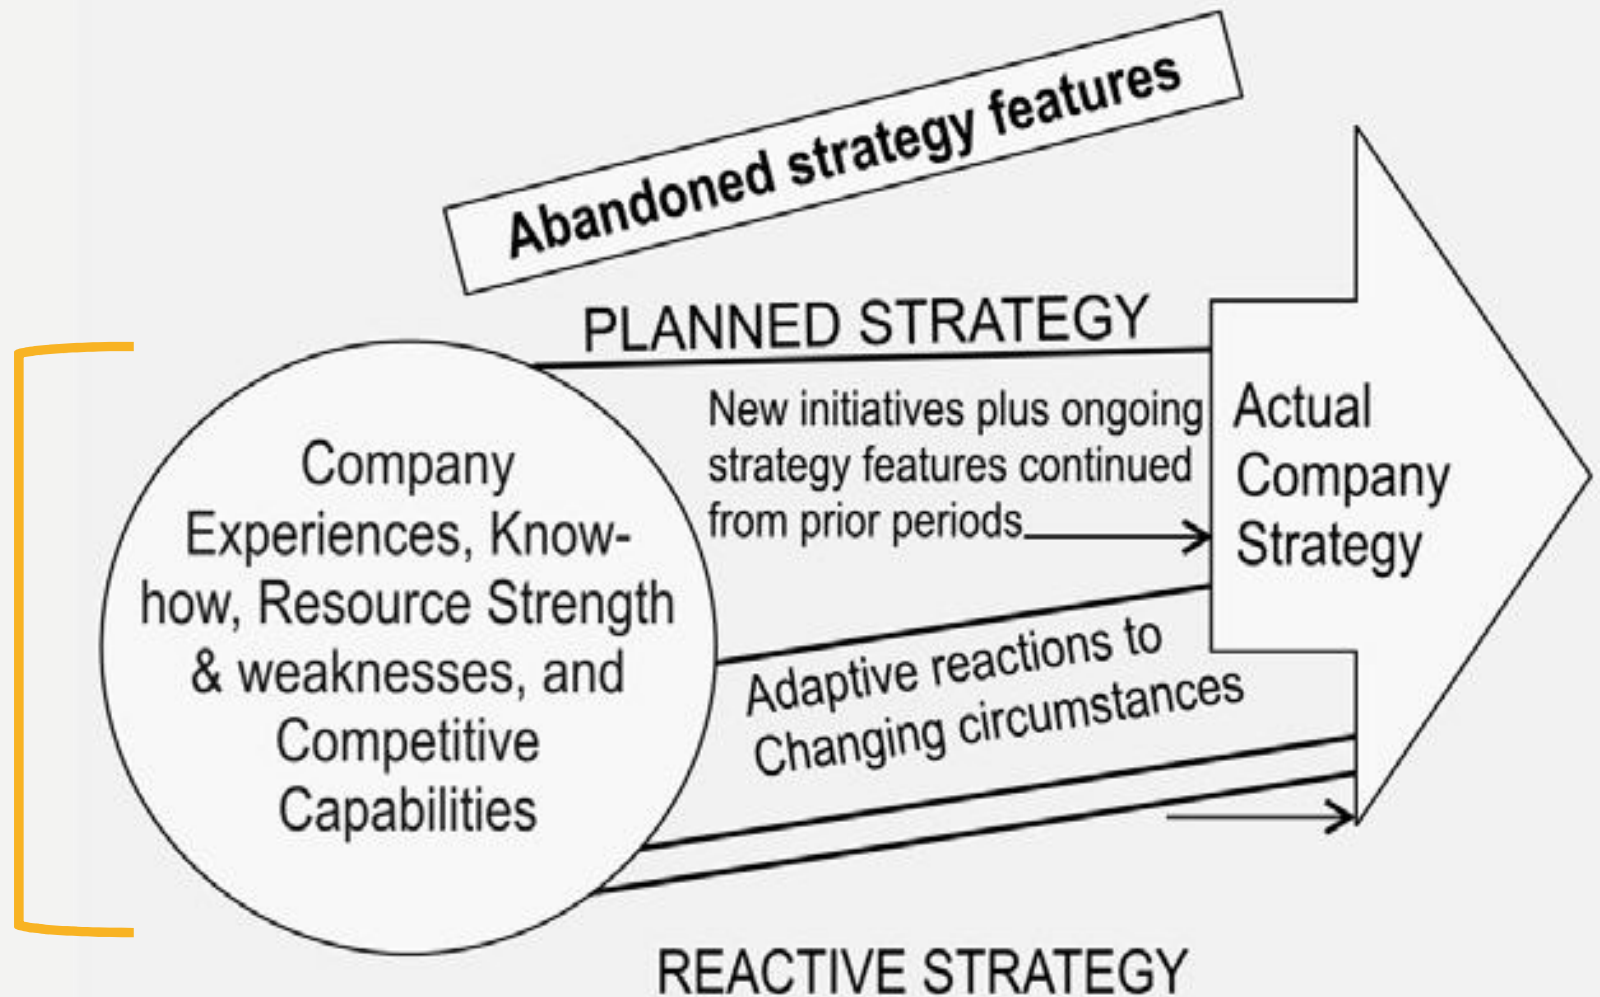 Abandoned strategy features
PLANNED STRATEGY
Company
Experiences, Know-
how, Resource Strength
& weaknesses, and
Competitive
Capabilities
New initiatives plus ongoing
strategy features continued
from prior periods
Actual
Company
Strategy
Adaptive reactions to
Changing circumstances
REACTIVE STRATEGY